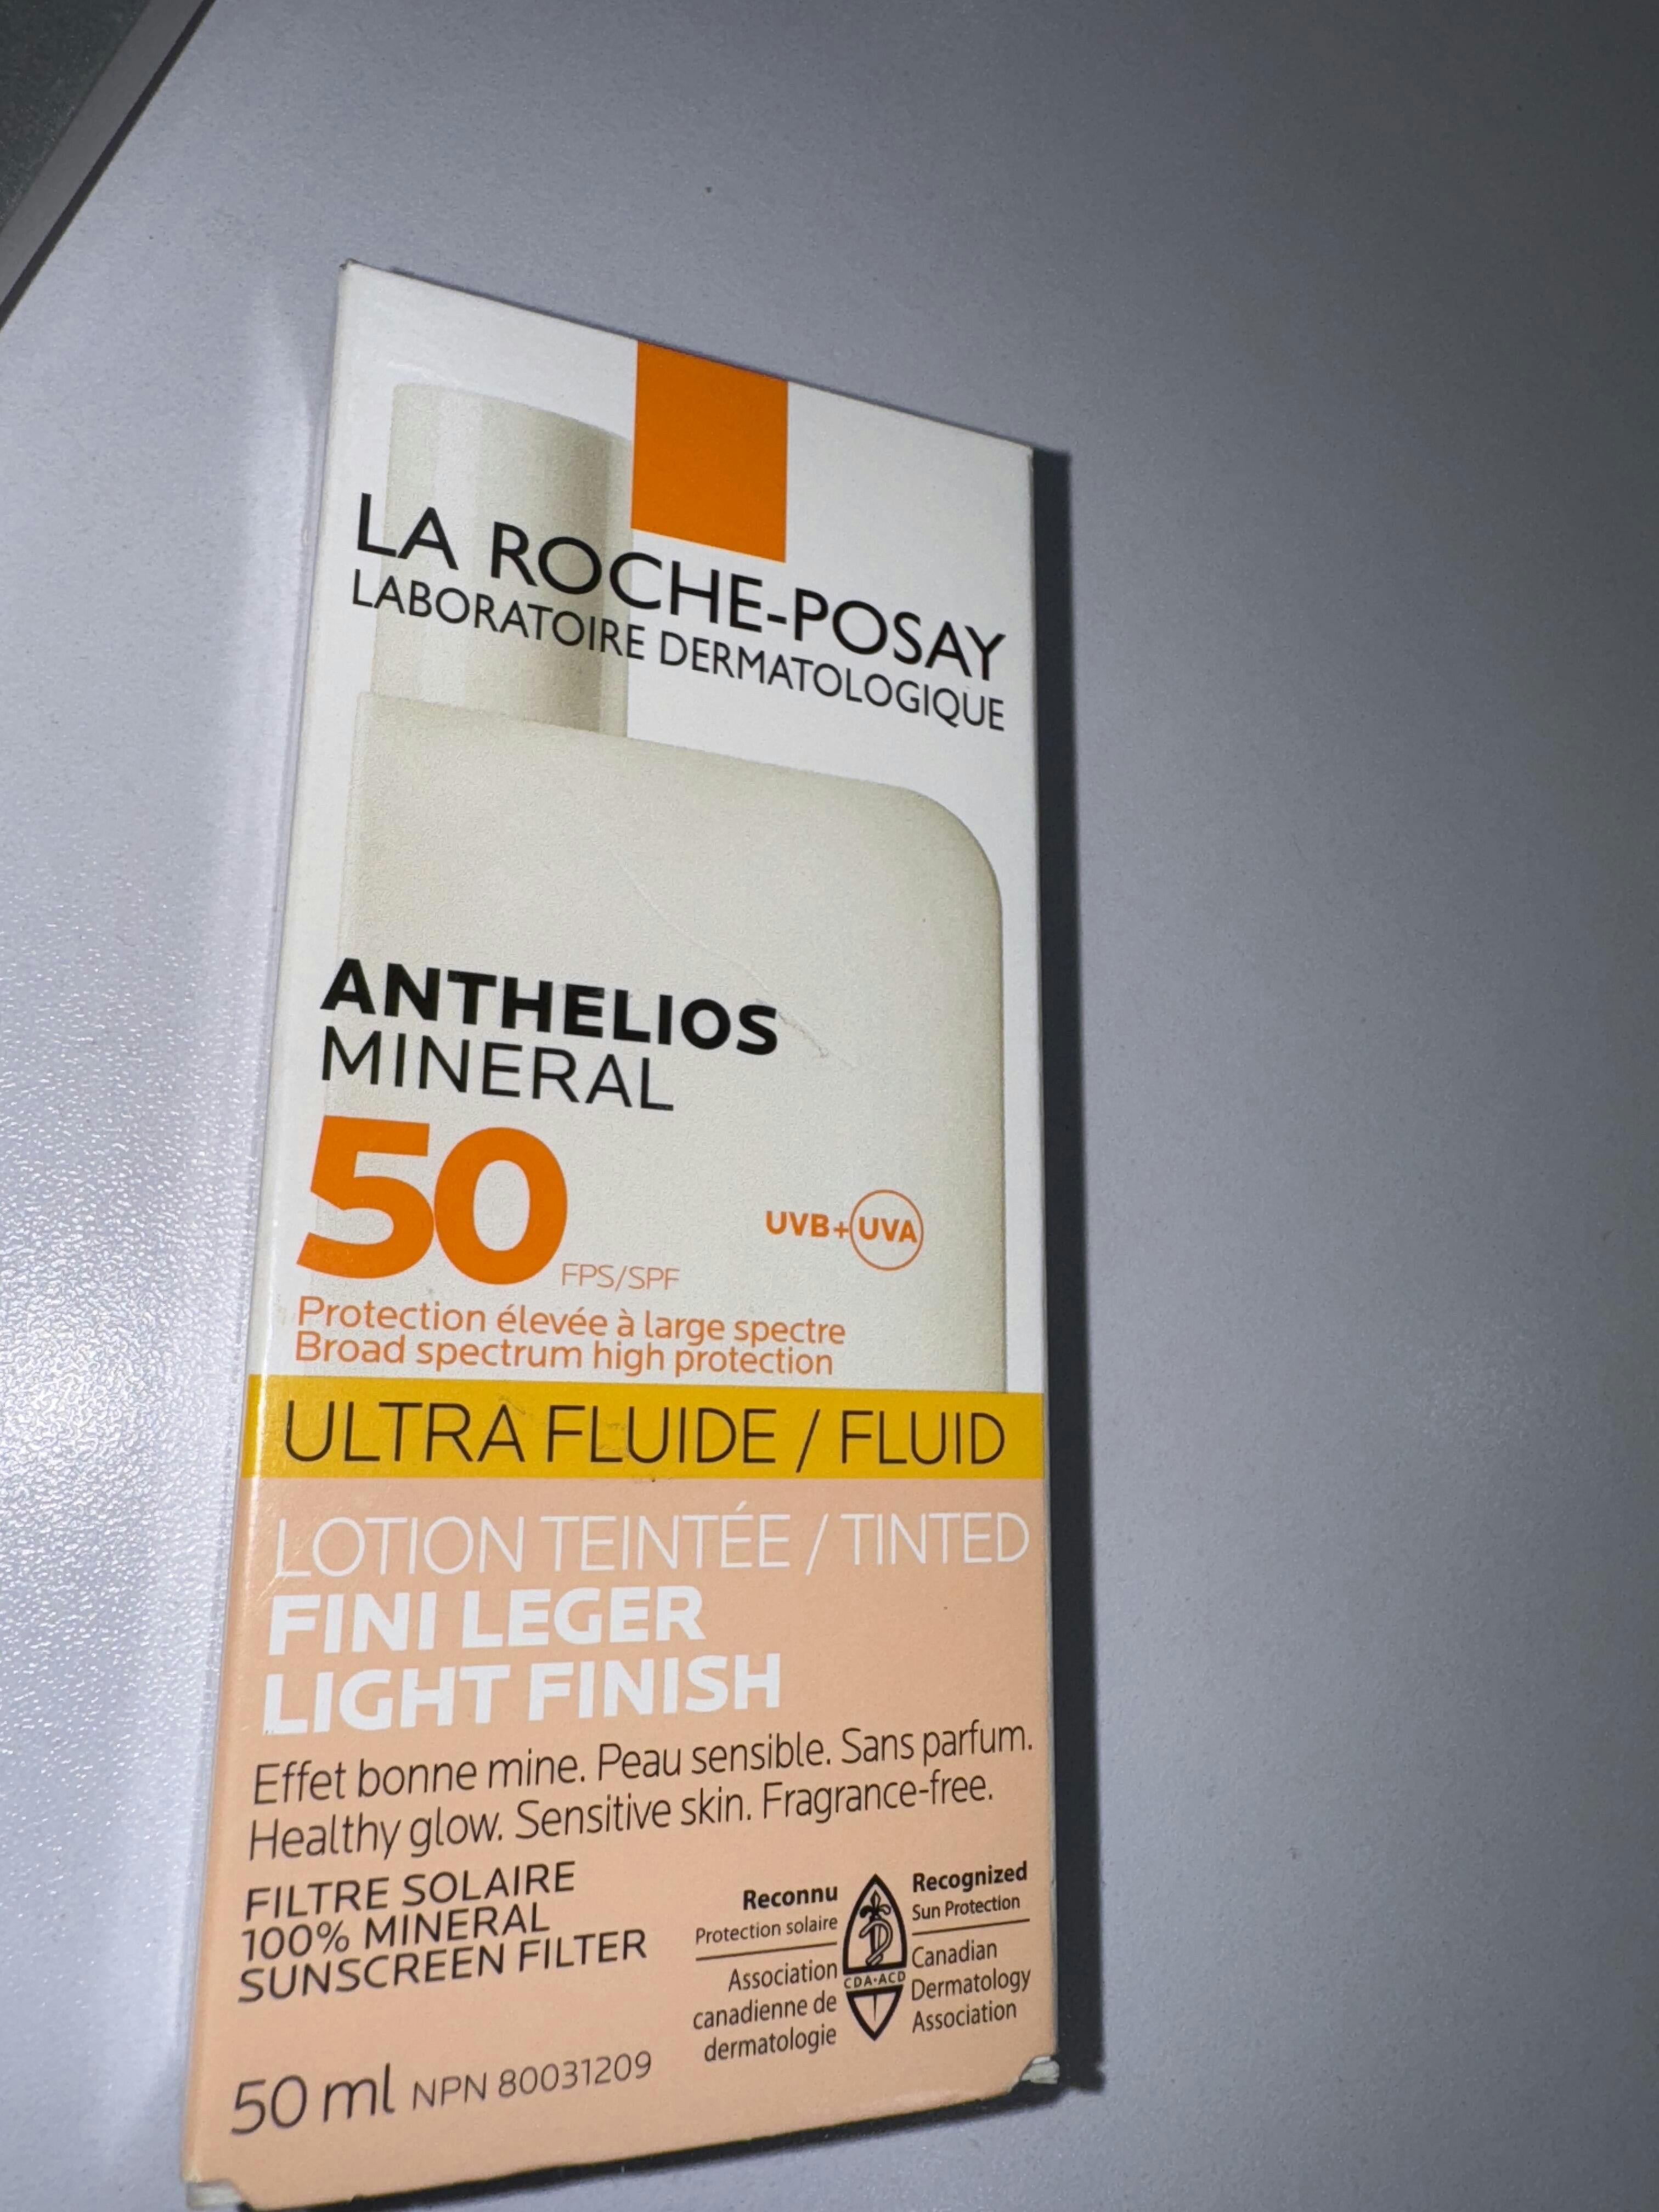 LA ROCHE-POSAY
LABORATOIRE DERMATOLOGIQUE
ANTHELIOS
MINERAL
50 FPS/SPF
UVB+UVA
Protection élevée à large spectre
Broad spectrum high protection
ULTRA FLUIDE / FLUID
LOTION TEINTÉE / TINTED
FINI LEGER
LIGHT FINISH
Effet bonne mine. Peau sensible. Sans parfum.
Healthy glow. Sensitive skin. Fragrance-free.
FILTRE SOLAIRE
100% MINERAL
SUNSCREEN FILTER
Reconnu
Protection solaire
Association
canadienne de
dermatologie
CDA·ACD
Recognized
Sun Protection
Canadian
Dermatology
Association
50 ml NPN 80031209